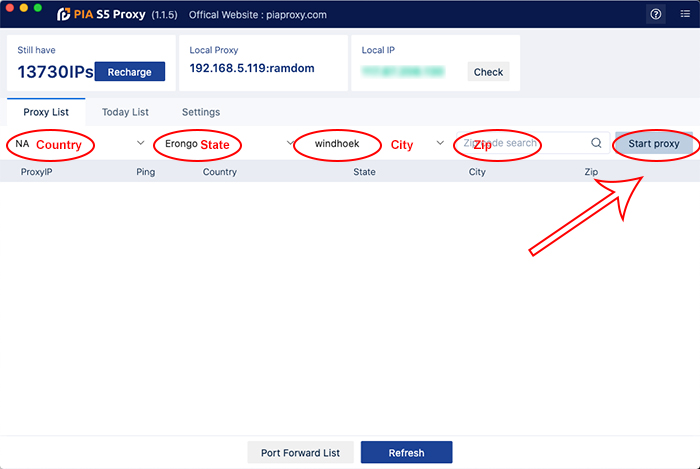 PIA S5 Proxy (1.1.5) Offical Website : piaproxy.com
Still have
13730IPs Recharge
Local Proxy
192.168.5.119:ramdom
Local IP
Check
Proxy List Today List Settings
NA Country Erongo State windhoek City Zip code search Zip Start proxy
ProxyIP Ping Country State City Zip
Port Forward List Refresh